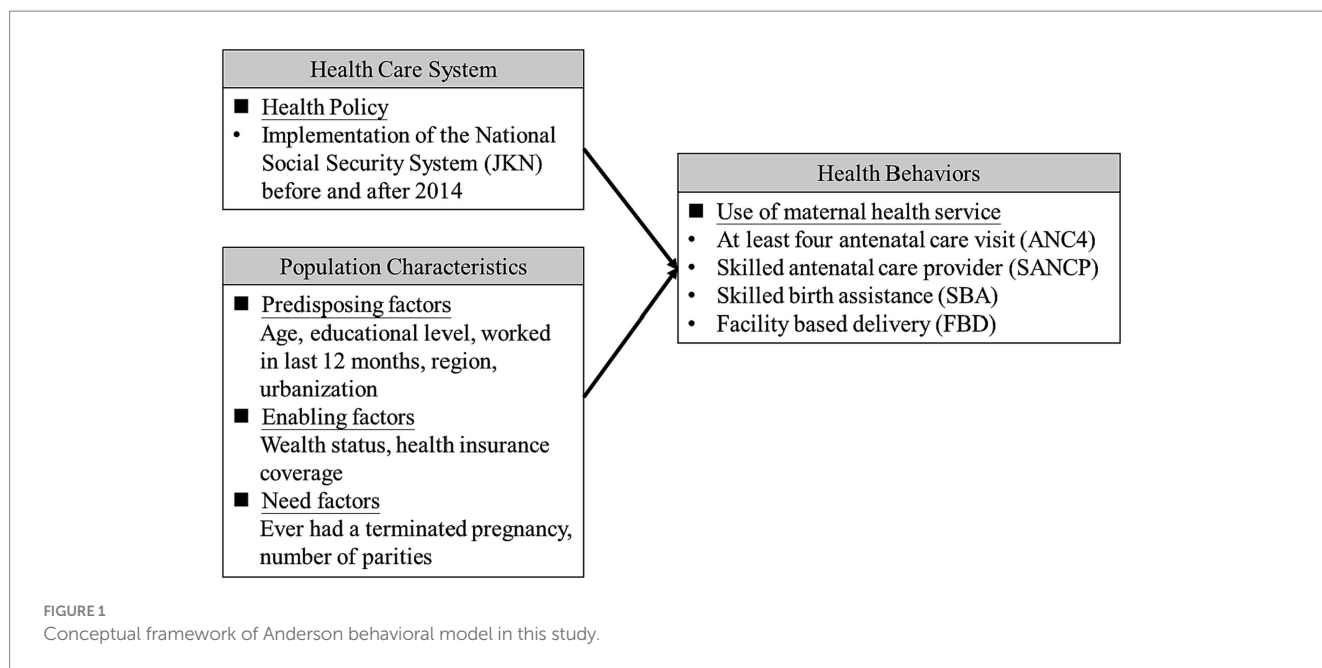 Health Care System
■ Health Policy
• Implementation of the National
Social Security System (JKN)
before and after 2014
Population Characteristics
■ Predisposing factors
Age, educational level, worked
in last 12 months, region,
urbanization
■ Enabling factors
Wealth status, health insurance
coverage
■ Need factors
Ever had a terminated pregnancy,
number of parities
Health Behaviors
■ Use of maternal health service
• At least four antenatal care visit (ANC4)
• Skilled antenatal care provider (SANCP)
• Skilled birth assistance (SBA)
• Facility based delivery (FBD)
FIGURE 1
Conceptual framework of Anderson behavioral model in this study.